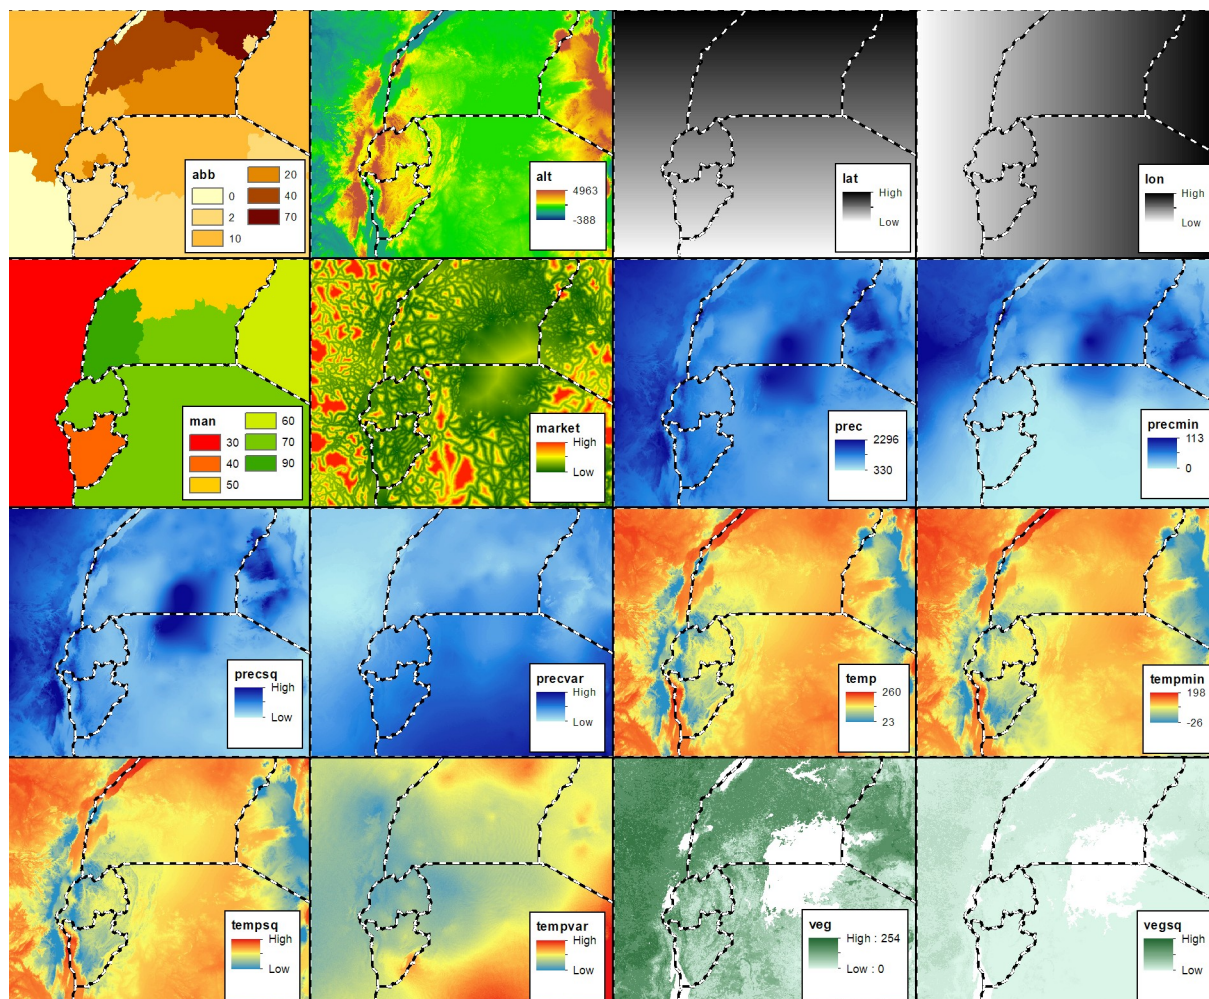 abb
20
0
40
2
70
10
alt
4963
-388
lat
High
Low
lon
High
Low
man
60
30
70
40
90
50
market
High
Low
prec
2296
330
precmin
113
0
precsq
High
Low
precvar
High
Low
temp
260
23
tempmin
198
-26
tempsq
High
Low
tempvar
High
Low
veg
High : 254
Low : 0
vegsq
High
Low